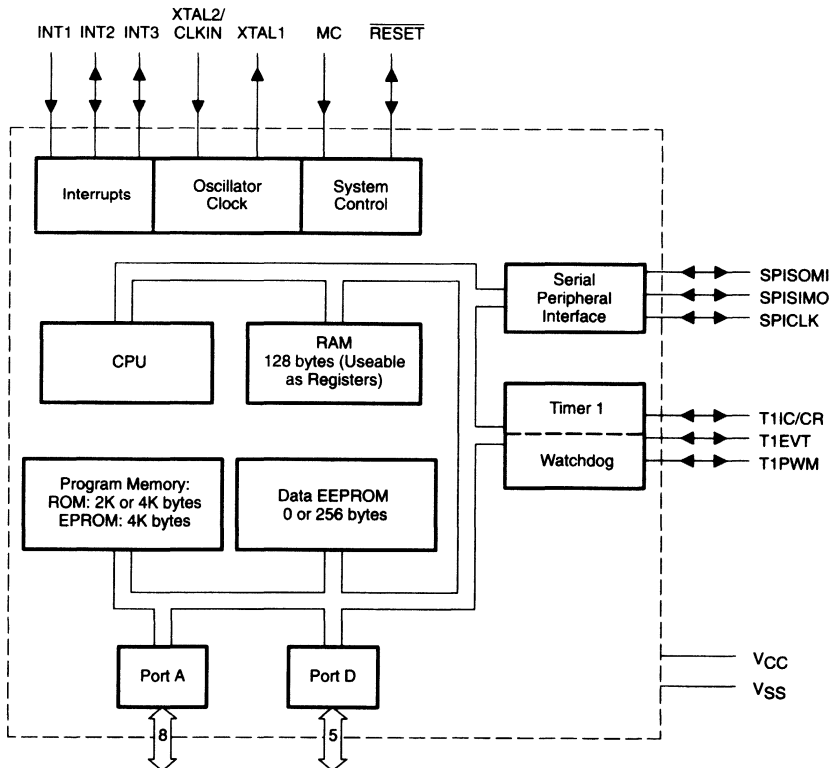 XTAL2/
INT1 INT2 INT3 CLKIN XTAL1 MC RESET
Interrupts
Oscillator
Clock
System
Control
Serial
Peripheral
Interface
SPISOMI
SPISIMO
SPICLK
CPU
RAM
128 bytes (Useable
as Registers)
Timer 1
Watchdog
T1IC/CR
T1EVT
T1PWM
Program Memory:
ROM: 2K or 4K bytes
EPROM: 4K bytes
Data EEPROM
0 or 256 bytes
Port A
Port D
VCC
VSS
8
5